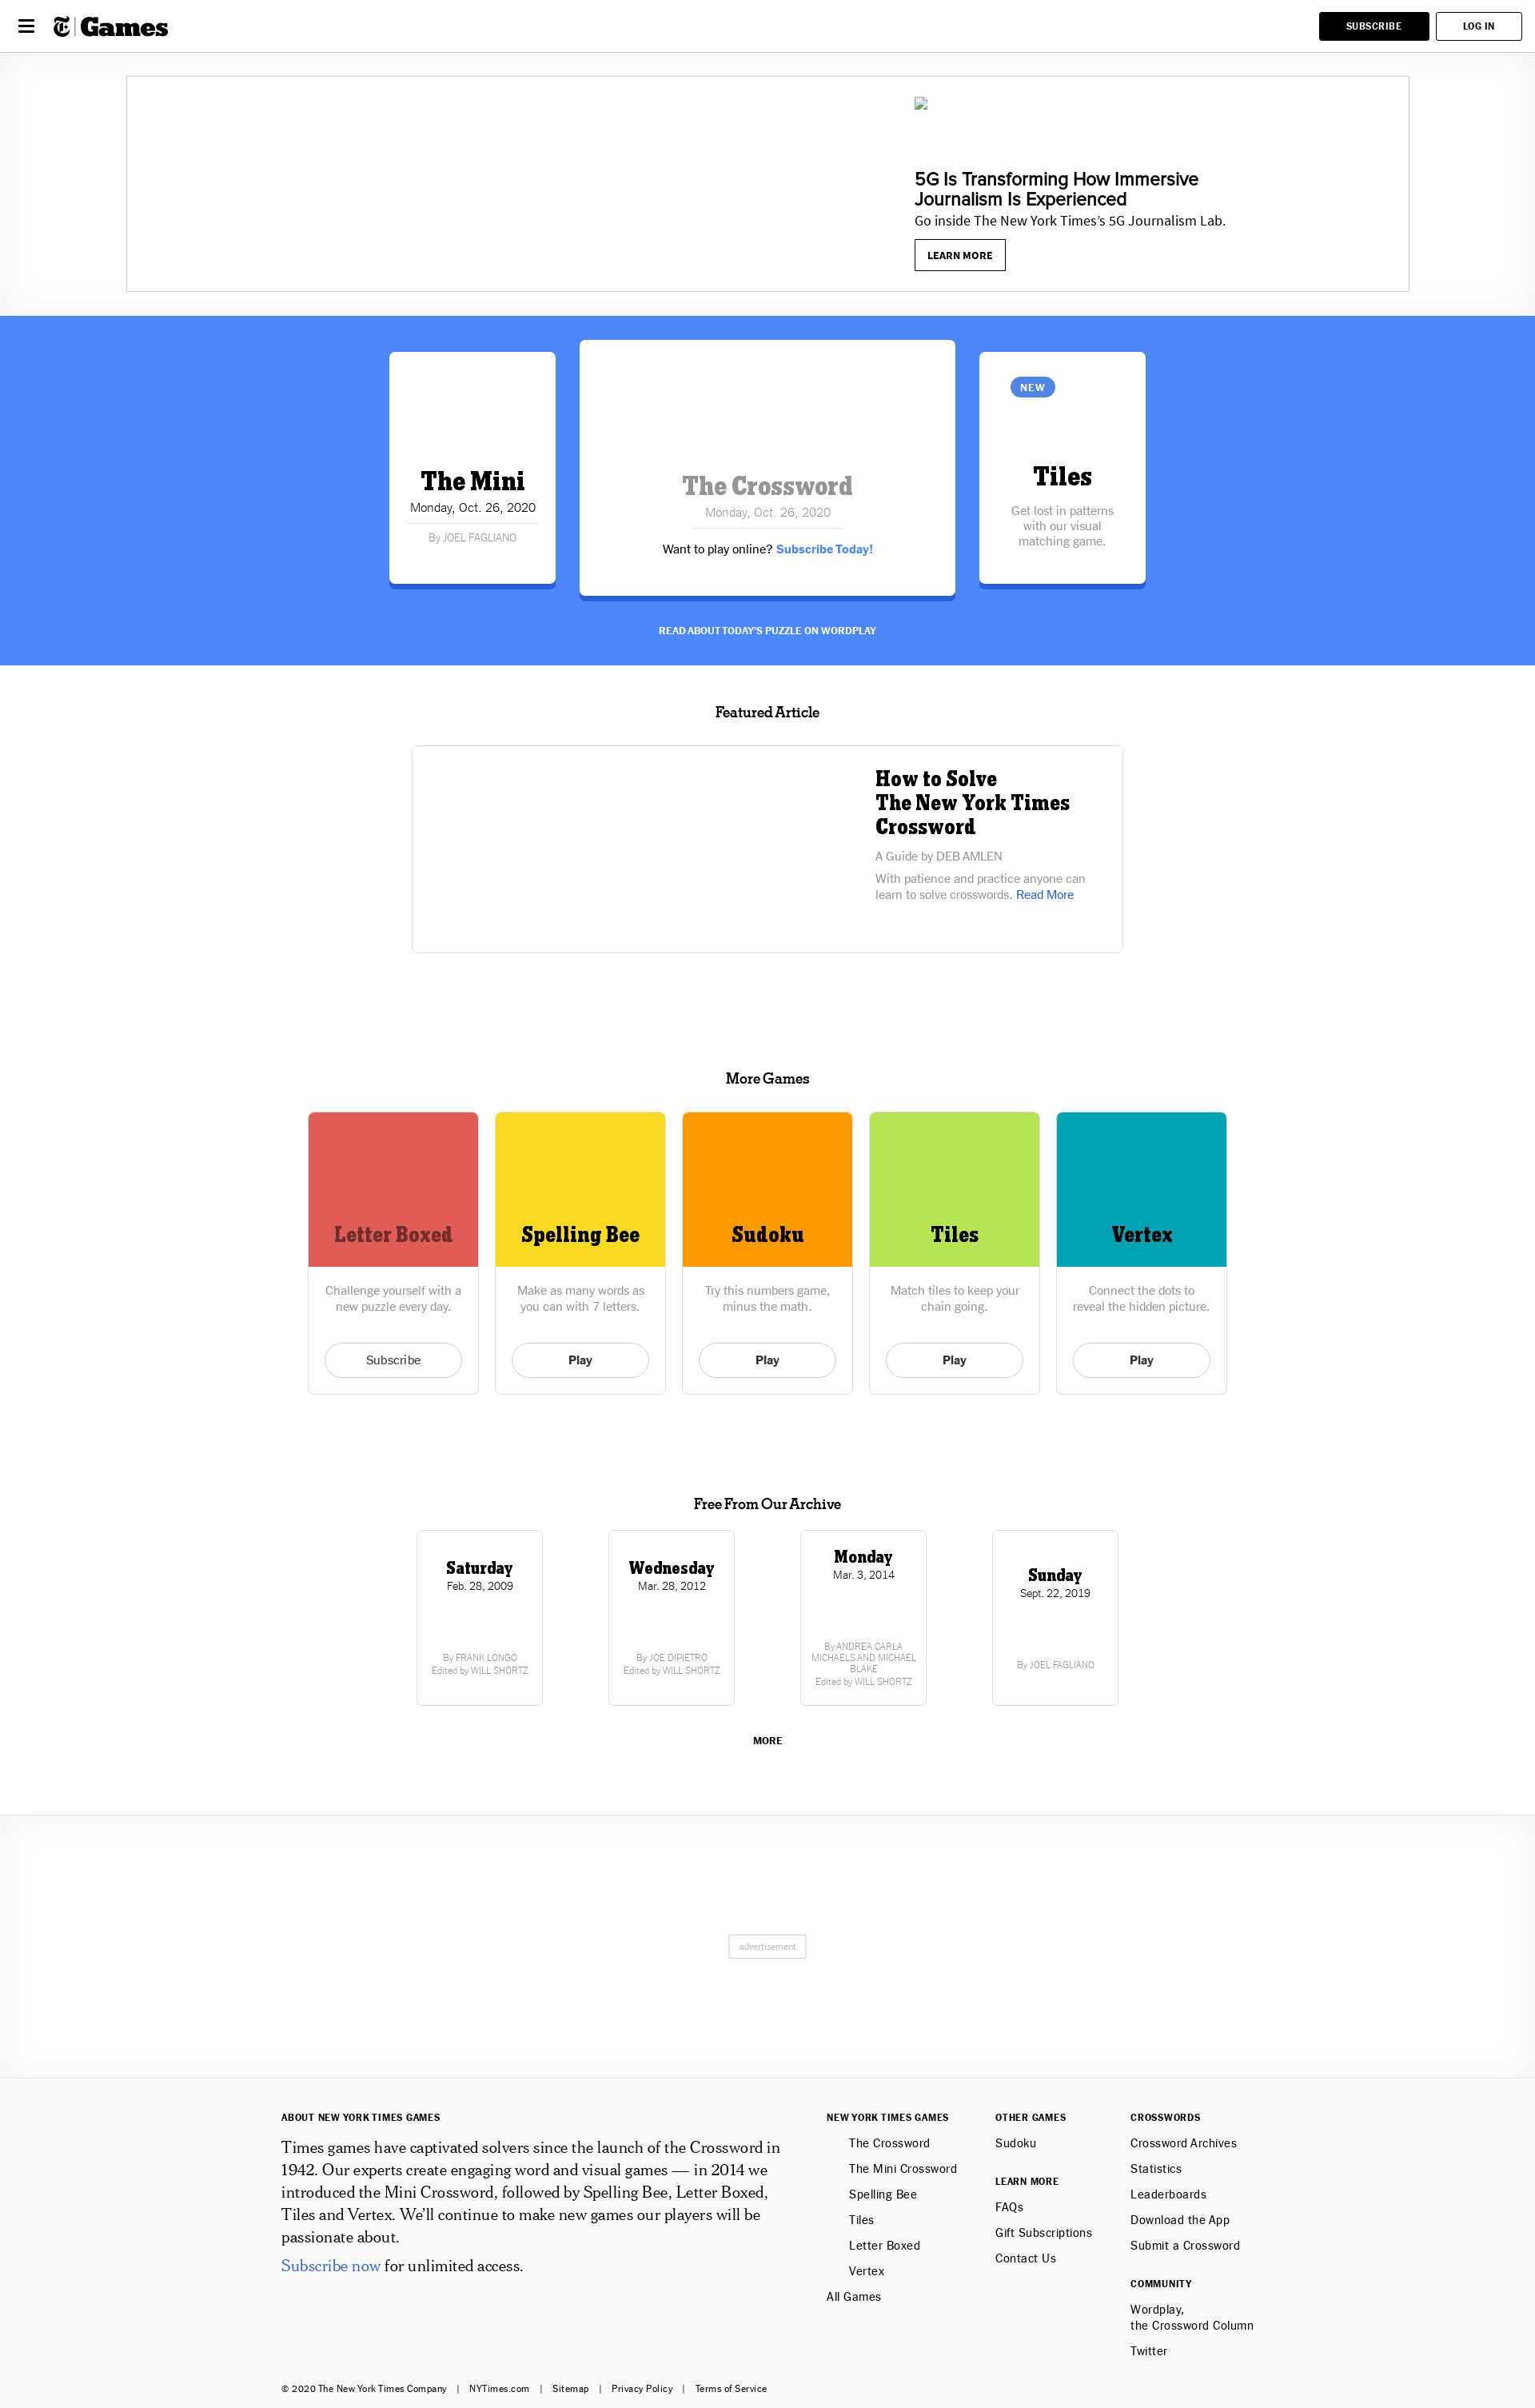 Games
SUBSCRIBE
LOG IN
5G Is Transforming How Immersive
Journalism Is Experienced
Go inside The New York Times’s 5G Journalism Lab.
LEARN MORE
The Mini
Monday, Oct. 26, 2020
By JOEL FAGLIANO
The Crossword
Monday, Oct. 26, 2020
Want to play online? Subscribe Today!
NEW
Tiles
Get lost in patterns
with our visual
matching game.
READ ABOUT TODAY’S PUZZLE ON WORDPLAY
Featured Article
How to Solve
The New York Times
Crossword
A Guide by DEB AMLEN
With patience and practice anyone can
learn to solve crosswords. Read More
More Games
Letter Boxed
Challenge yourself with a
new puzzle every day.
Subscribe
Spelling Bee
Make as many words as
you can with 7 letters.
Play
Sudoku
Try this numbers game,
minus the math.
Play
Tiles
Match tiles to keep your
chain going.
Play
Vertex
Connect the dots to
reveal the hidden picture.
Play
Free From Our Archive
Saturday
Feb. 28, 2009
By FRANK LONGO
Edited by WILL SHORTZ
Wednesday
Mar. 28, 2012
By JOE DIPIETRO
Edited by WILL SHORTZ
Monday
Mar. 3, 2014
By ANDREA CARLA
MICHAELS AND MICHAEL
BLAKE
Edited by WILL SHORTZ
Sunday
Sept. 22, 2019
By JOEL FAGLIANO
MORE
advertisement
ABOUT NEW YORK TIMES GAMES
Times games have captivated solvers since the launch of the Crossword in
1942. Our experts create engaging word and visual games — in 2014 we
introduced the Mini Crossword, followed by Spelling Bee, Letter Boxed,
Tiles and Vertex. We’ll continue to make new games our players will be
passionate about.
Subscribe now for unlimited access.
NEW YORK TIMES GAMES
The Crossword
The Mini Crossword
Spelling Bee
Tiles
Letter Boxed
Vertex
All Games
OTHER GAMES
Sudoku
LEARN MORE
FAQs
Gift Subscriptions
Contact Us
CROSSWORDS
Crossword Archives
Statistics
Leaderboards
Download the App
Submit a Crossword
COMMUNITY
Wordplay,
the Crossword Column
Twitter
© 2020 The New York Times Company | NYTimes.com | Sitemap | Privacy Policy | Terms of Service